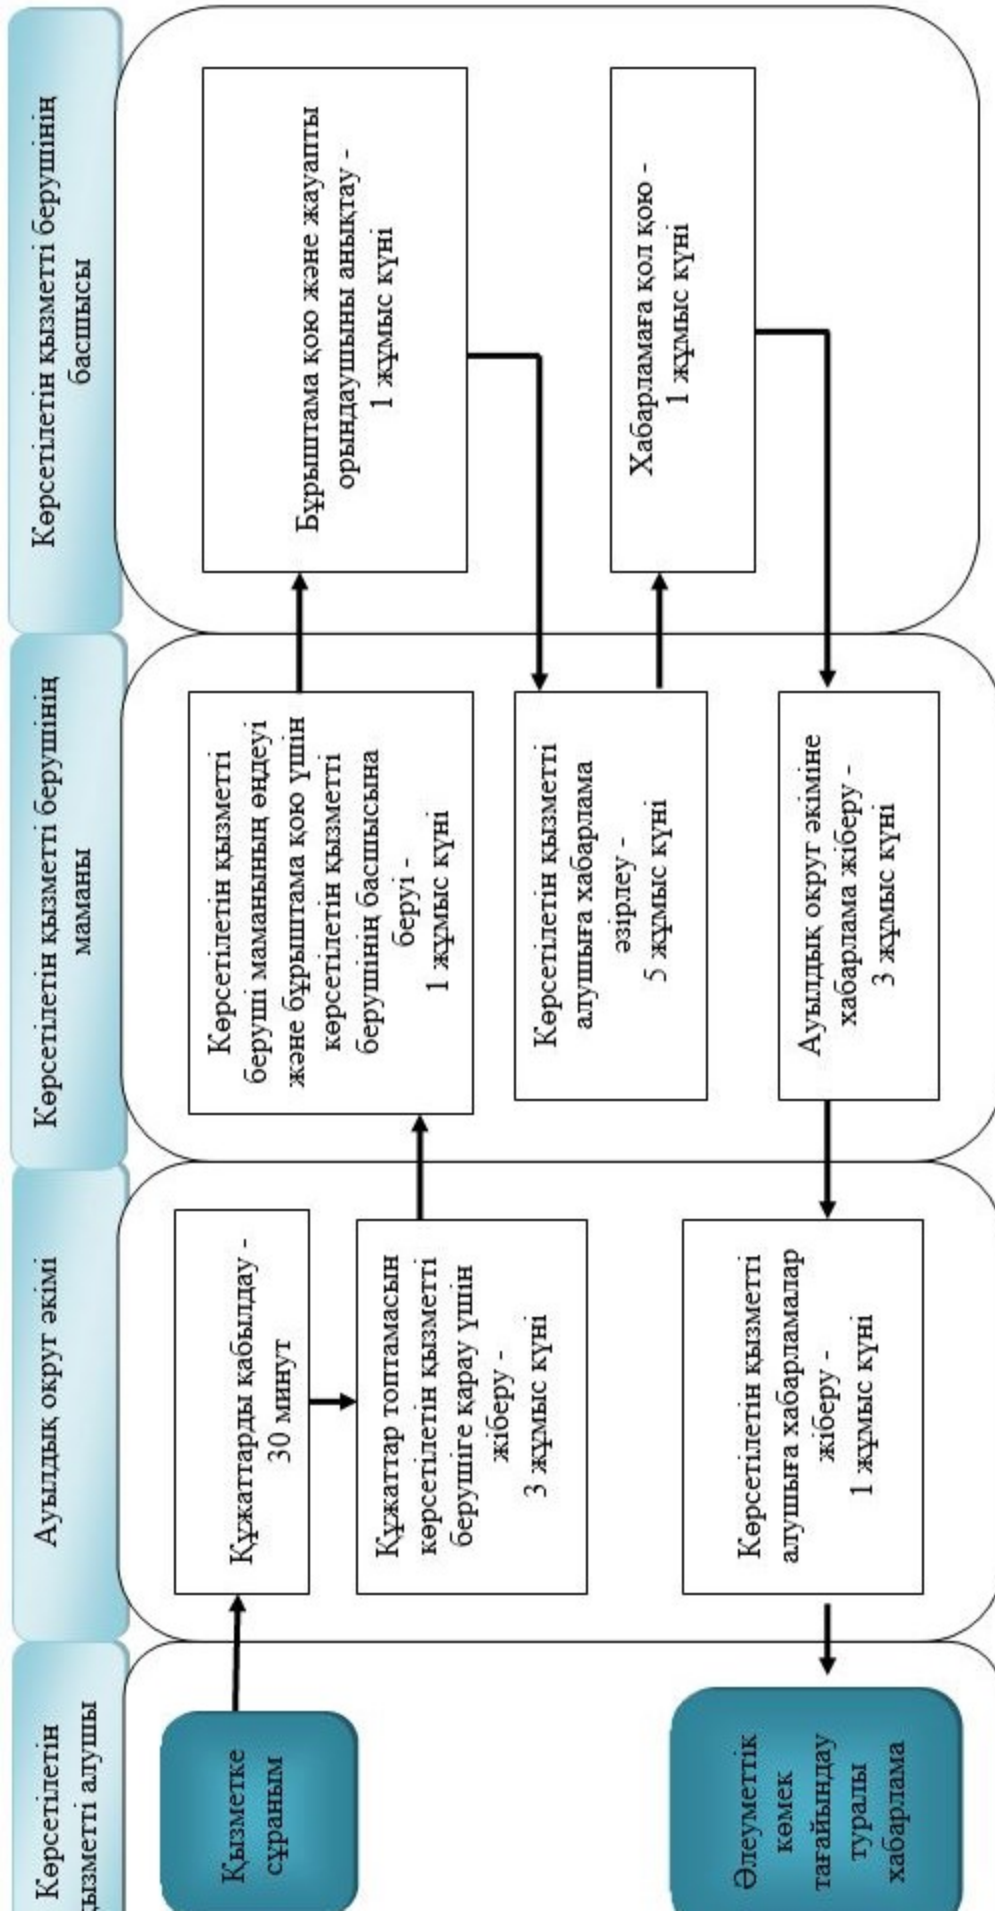 Көрсетілетін
қызметті алушы
Ауылдық округ әкімі
Көрсетілетін қызметті берушінің
маманы
Көрсетілетін қызметті берушінің
басшысы
Қызметке
сұраным
Құжаттарды қабылдау -
30 минут
Құжаттар топтамасын
көрсетілетін қызметті
берушіге қарау үшін
жіберу -
3 жұмыс күні
Көрсетілетін қызметті
беруші маманының өңдеуі
және бұрыштама қою үшін
көрсетілетін қызметті
берушінің басшысына
беруі -
1 жұмыс күні
Бұрыштама қою және жауапты
орындаушыны анықтау -
1 жұмыс күні
Көрсетілетін қызметті
алушыға хабарлама
әзірлеу -
5 жұмыс күні
Хабарламаға қол қою -
1 жұмыс күні
Ауылдық округ әкіміне
хабарлама жіберу -
3 жұмыс күні
Көрсетілетін қызметті
алушыға хабарламалар
жіберу -
1 жұмыс күні
Әлеуметтік
көмек
тағайындау
туралы
хабарлама